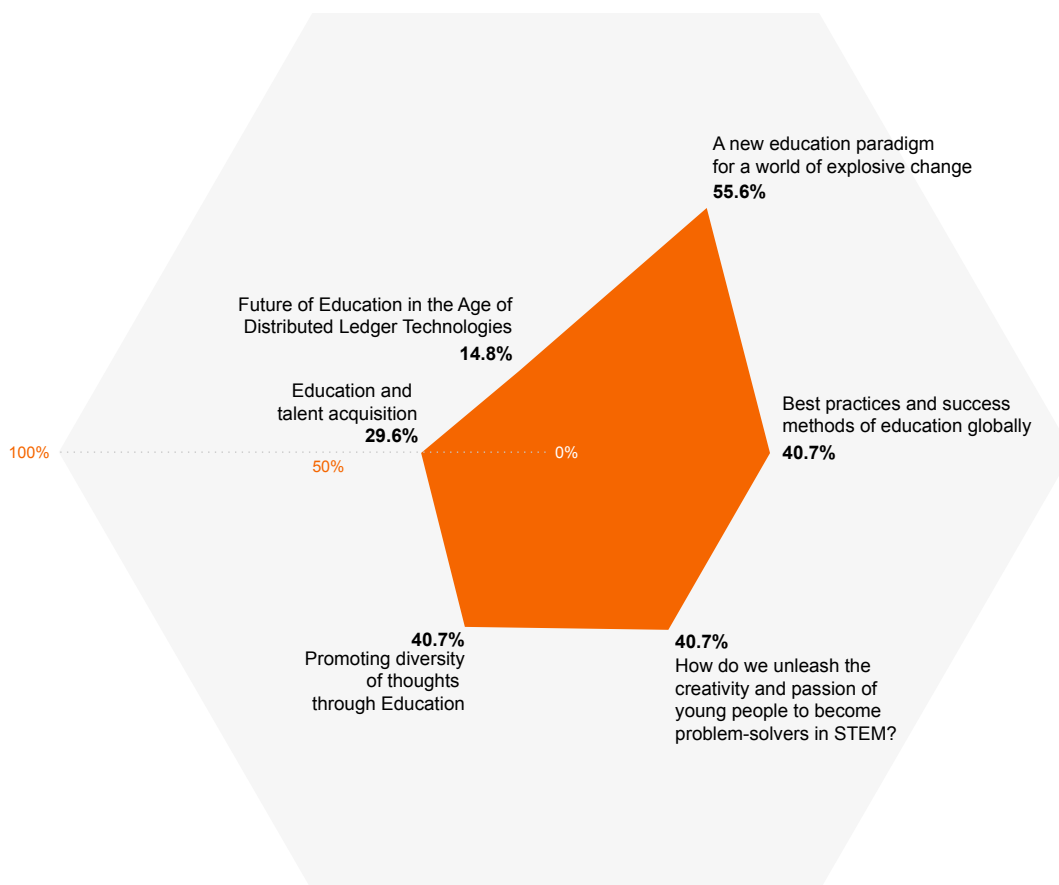 A new education paradigm
for a world of explosive change
55.6%
Future of Education in the Age of
Distributed Ledger Technologies
14.8%
Education and
talent acquisition
29.6%
Best practices and success
methods of education globally
40.7%
100%
50%
0%
40.7%
Promoting diversity
of thoughts
through Education
40.7%
How do we unleash the
creativity and passion of
young people to become
problem-solvers in STEM?